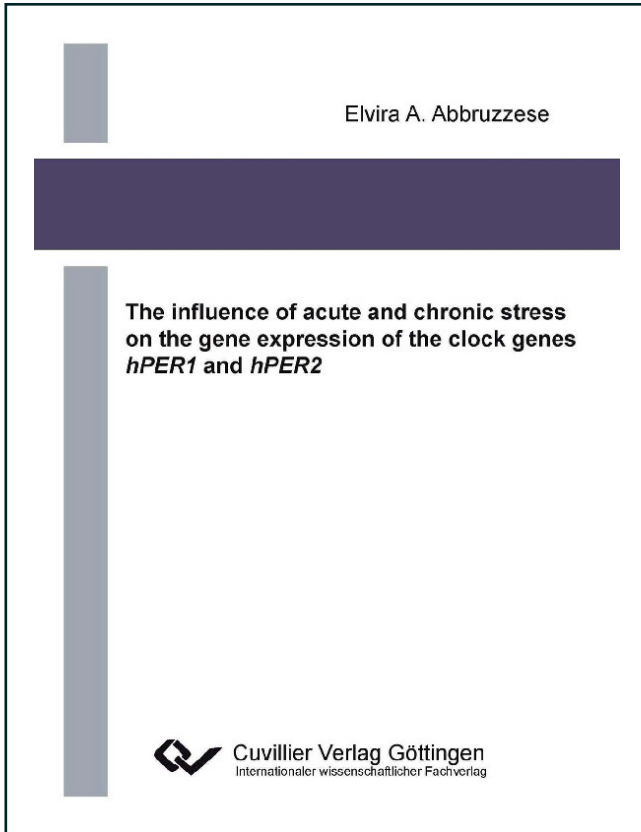 Elvira A. Abbruzzese
The influence of acute and chronic stress
on the gene expression of the clock genes
hPER1 and hPER2
Cuvillier Verlag Göttingen
Internationaler wissenschaftlicher Fachverlag